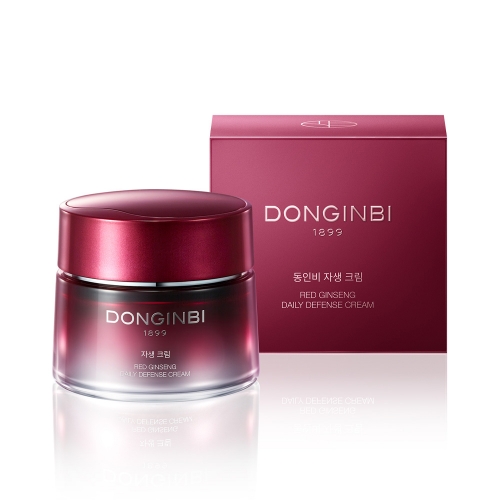 DONGINBI
1899
동인비 자생 크림
RED GINSENG
DAILY DEFENSE CREAM
DONGINBI
1899
자생 크림
RED GINSENG
DAILY DEFENSE CREAM